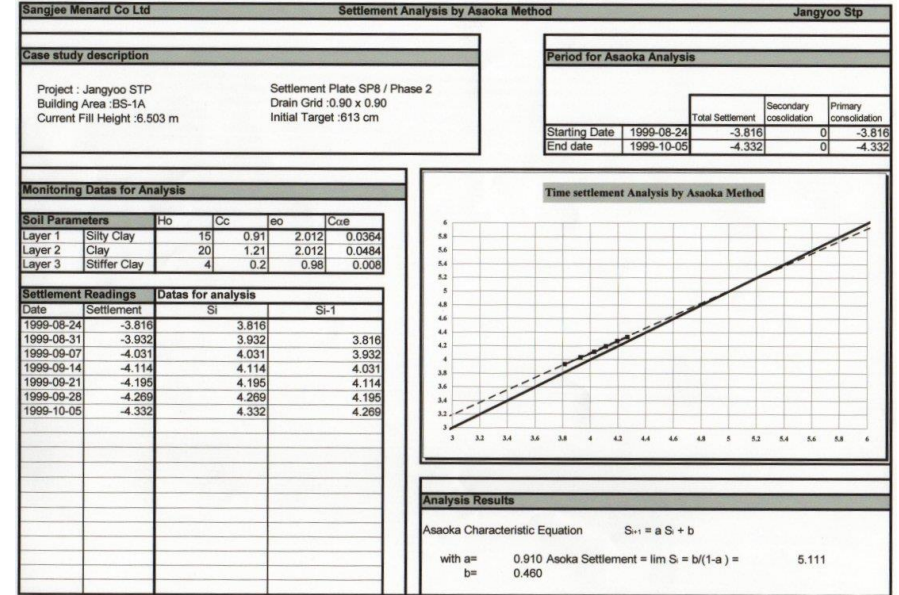 Sangjee Menard Co Ltd Settlement Analysis by Asaoka Method Jangyoo Stp
Case study description
Project : Jangyoo STP Settlement Plate SP8 / Phase 2
Building Area :BS-1A Drain Grid :0.90 x 0.90
Current Fill Height :6.503 m Initial Target :613 cm
Period for Asaoka Analysis
Total Settlement Secondary cosolidation Primary consolidation
Starting Date 1999-08-24 -3.816 0 -3.816
End date 1999-10-05 -4.332 0 -4.332
Monitoring Datas for Analysis
Soil Parameters Ho Cc eo Cαe
Layer 1 Silty Clay 15 0.91 2.012 0.0364
Layer 2 Clay 20 1.21 2.012 0.0484
Layer 3 Stiffer Clay 4 0.2 0.98 0.008
Settlement Readings Datas for analysis
Date Settlement Si Si-1
1999-08-24 -3.816 3.816
1999-08-31 -3.932 3.932 3.816
1999-09-07 -4.031 4.031 3.932
1999-09-14 -4.114 4.114 4.031
1999-09-21 -4.195 4.195 4.114
1999-09-28 -4.269 4.269 4.195
1999-10-05 -4.332 4.332 4.269
Time settlement Analysis by Asaoka Method
6
5.8
5.6
5.4
5.2
5
4.8
4.6
4.4
4.2
4
3.8
3.6
3.4
3.2
3
3 3.2 3.4 3.6 3.8 4 4.2 4.4 4.6 4.8 5 5.2 5.4 5.6 5.8 6
Analysis Results
Asaoka Characteristic Equation Si+1 = a Si + b
with a= 0.910 Asoka Settlement = lim Si = b/(1-a ) = 5.111
b= 0.460